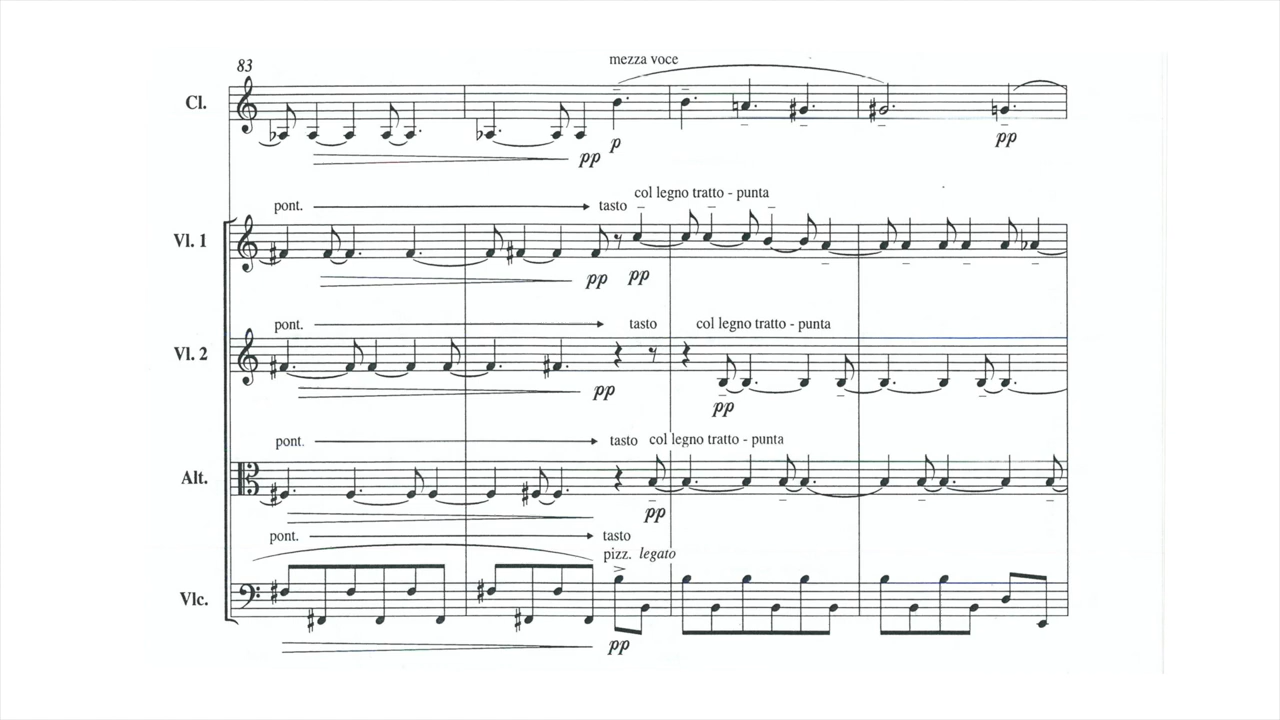 83
mezza voce
Cl.
pp
p
pp
col legno tratto - punta
pont.
tasto
Vl. 1
pp
pp
pont.
tasto
col legno tratto - punta
Vl. 2
pp
pp
pont.
tasto
col legno tratto - punta
Alt.
pp
pont.
tasto
pizz. legato
Vlc.
pp